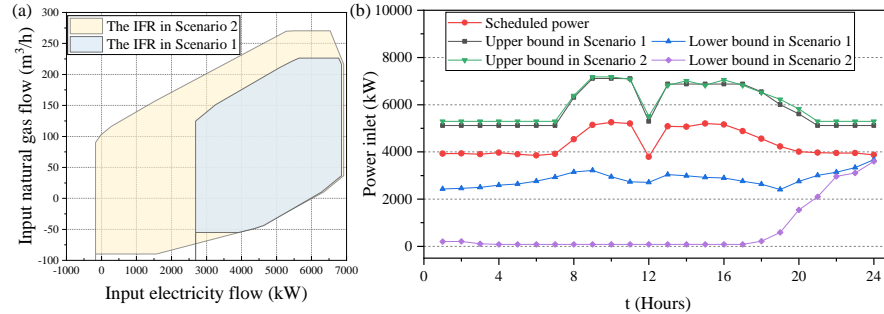 (a)
The IFR in Scenario 2
The IFR in Scenario 1
300
250
200
150
100
50
0
-50
-100
-1000 0 1000 2000 3000 4000 5000 6000 7000
Input natural gas flow (m³/h)
Input electricity flow (kW)
(b)
Scheduled power
Upper bound in Scenario 1 Lower bound in Scenario 1
Upper bound in Scenario 2 Lower bound in Scenario 2
10000
8000
6000
4000
2000
0
0 4 8 12 16 20 24
Power inlet (kW)
t (Hours)